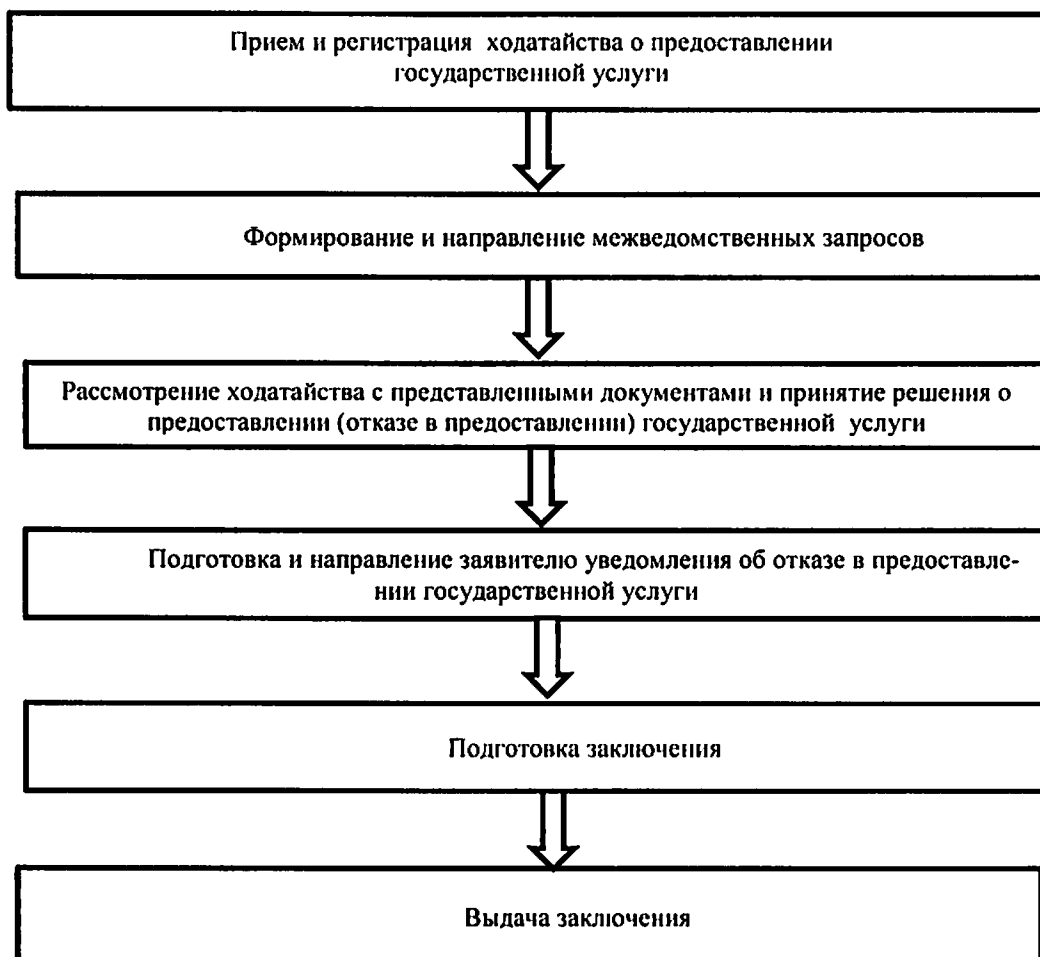 Прием и регистрация ходатайства о предоставлении
государственной услуги
Формирование и направление межведомственных запросов
Рассмотрение ходатайства с представленными документами и принятие решения о
предоставлении (отказе в предоставлении) государственной услуги
Подготовка и направление заявителю уведомления об отказе в предоставле-
нии государственной услуги
Подготовка заключения
Выдача заключения